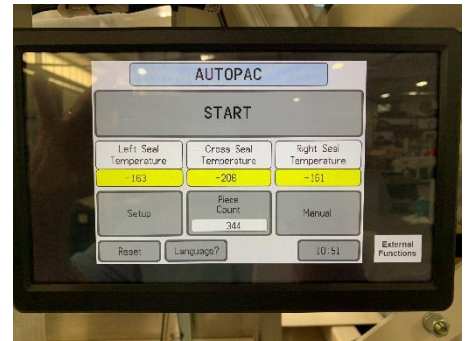 AUTOPAC
START
Left Seal
Temperature
Cross Seal
Temperature
Right Seal
Temperature
-163
-206
-161
Setup
Piece
Count
344
Manual
Reset
Language?
10:51
External
Functions